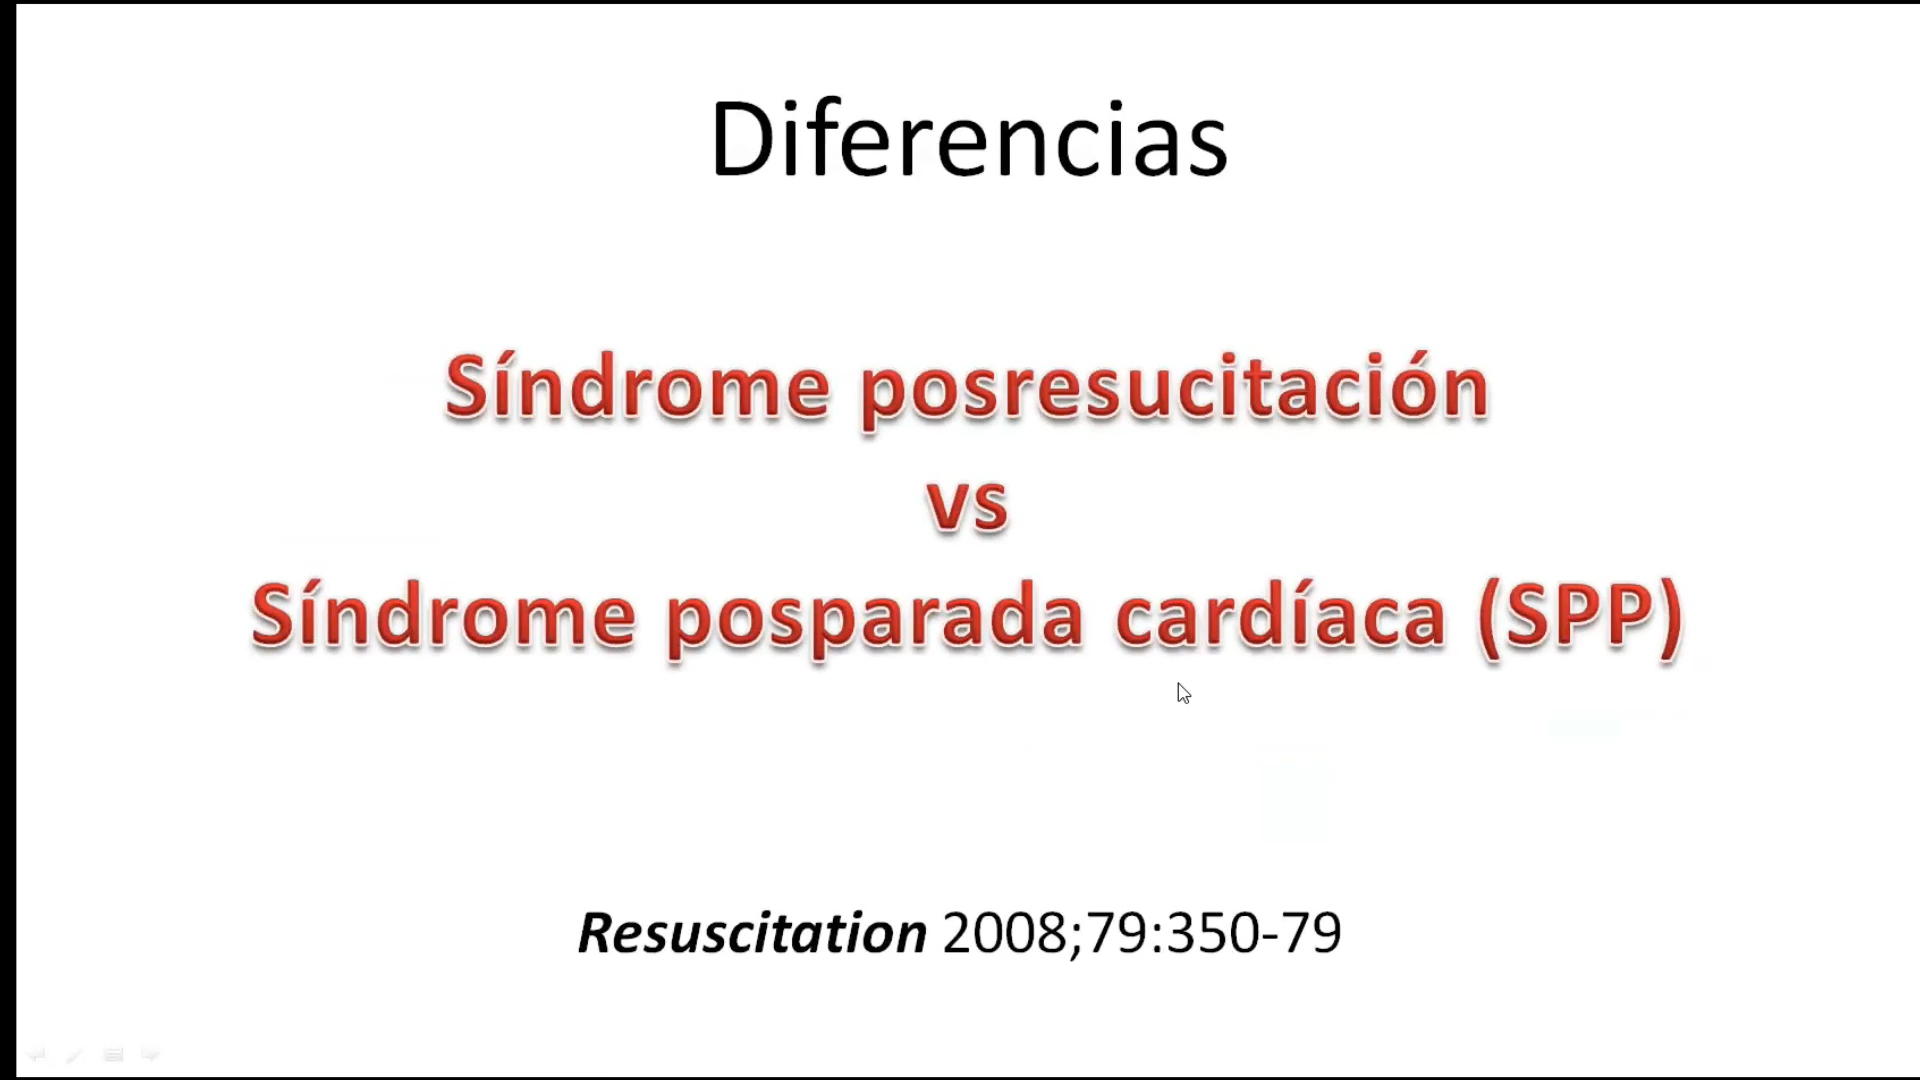 Diferencias
Síndrome posresucitación
vs
Síndrome posparada cardíaca (SPP)
Resuscitation 2008;79:350-79